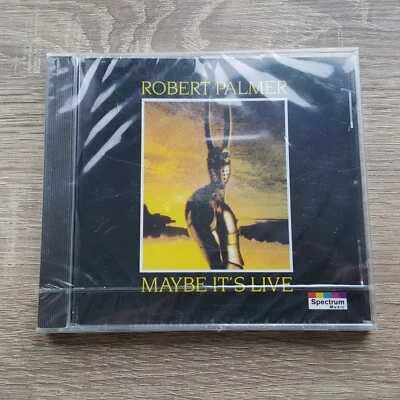 ROBERT PALMER
MAYBE IT'S LIVE
Spectrum
Music